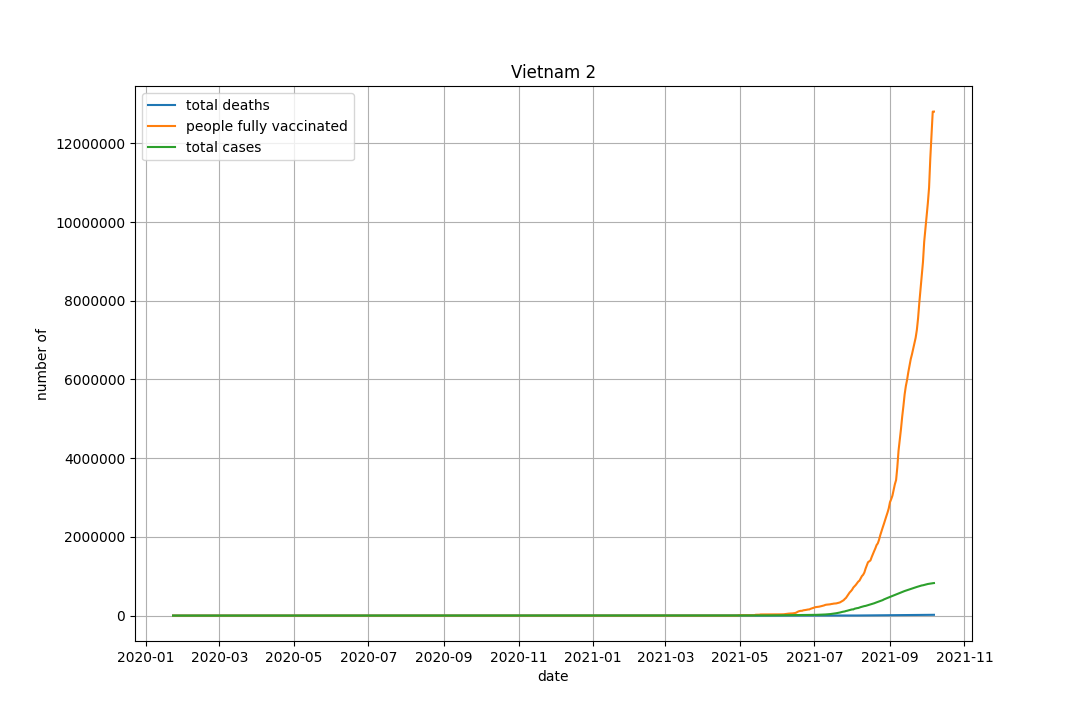 Vietnam 2
total deaths
people fully vaccinated
total cases
12000000
10000000
8000000
6000000
4000000
2000000
0
number of
2020-01 2020-03 2020-05 2020-07 2020-09 2020-11 2021-01 2021-03 2021-05 2021-07 2021-09 2021-11
date